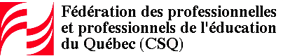 Fédération des professionnelles
et professionnels de l'éducation
du Québec (CSQ)